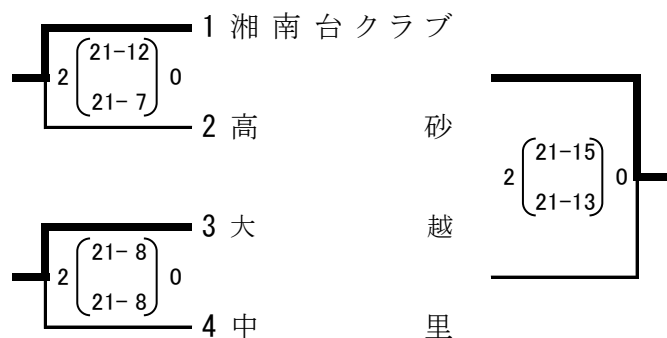 1 湘南台クラブ
2 (21-12 21- 7) 0
2 高砂
2 (21-15 21-13) 0
3 大越
2 (21- 8 21- 8) 0
4 中里